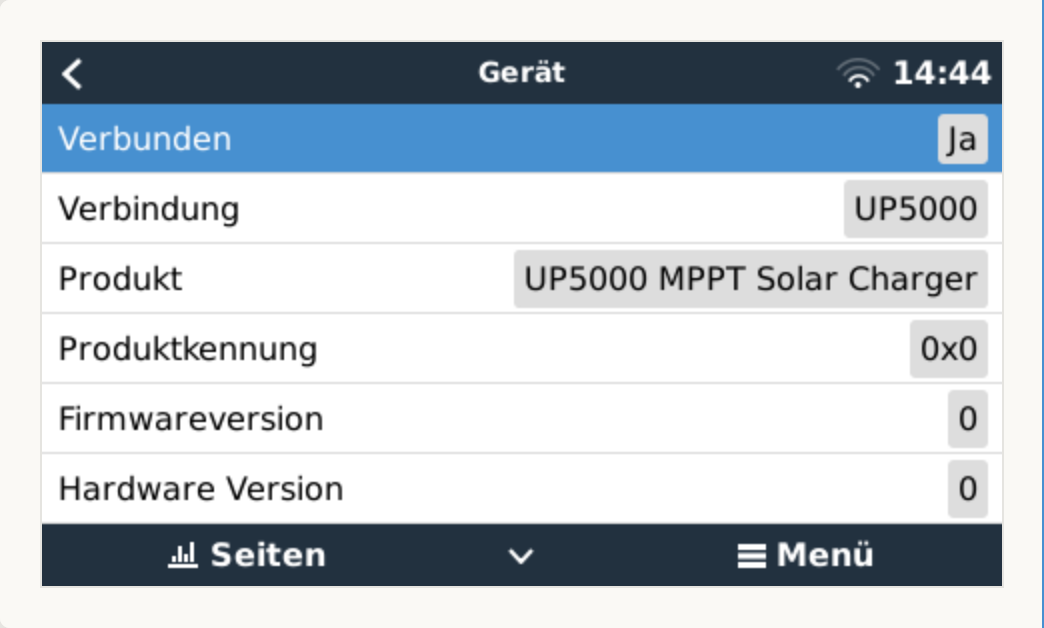 Gerät 14:44
Verbunden Ja
Verbindung UP5000
Produkt UP5000 MPPT Solar Charger
Produktkennung 0x0
Firmwareversion 0
Hardware Version 0
Seiten Menü